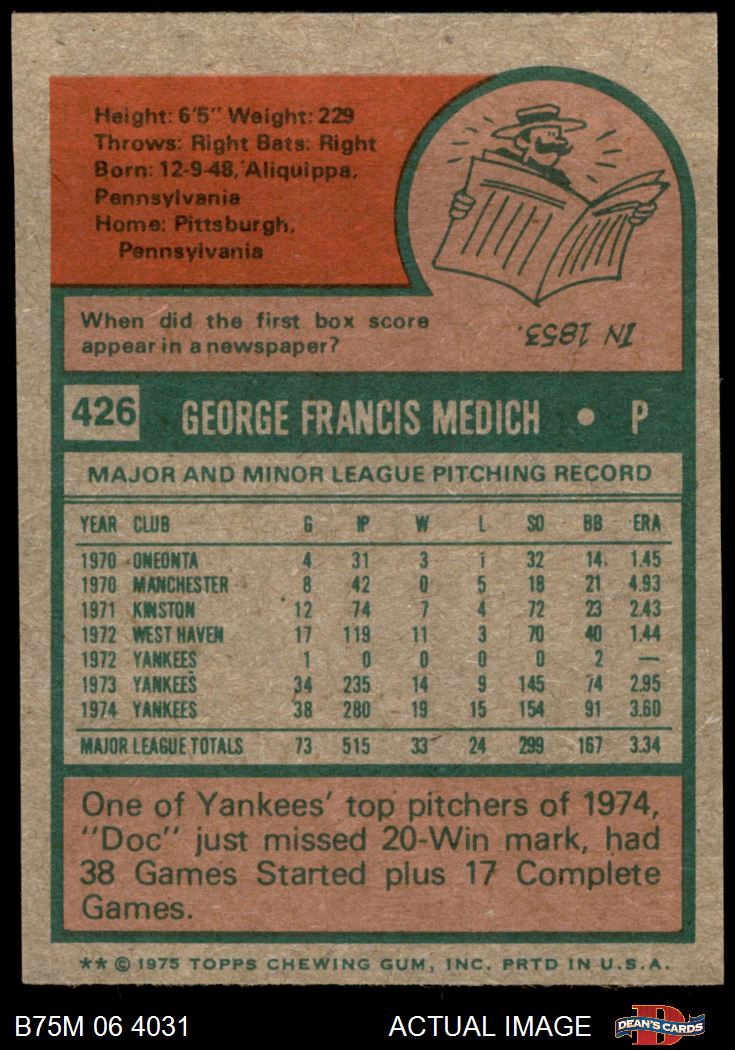 Height: 6'5" Weight: 229
Throws: Right Bats: Right
Born: 12-9-48, Aliquippa,
Pennsylvania
Home: Pittsburgh,
Pennsylvania
When did the first box score
appear in a newspaper?
IN 1853.
426 GEORGE FRANCIS MEDICH • P
MAJOR AND MINOR LEAGUE PITCHING RECORD
YEAR CLUB G IP W L SO BB ERA
1970 ONEONTA 4 31 3 1 32 14 1.45
1970 MANCHESTER 8 42 0 5 18 21 4.93
1971 KINSTON 12 74 7 4 72 23 2.43
1972 WEST HAVEN 17 119 11 3 70 40 1.44
1972 YANKEES 1 0 0 0 0 2 —
1973 YANKEES 34 235 14 9 145 74 2.95
1974 YANKEES 38 280 19 15 154 91 3.60
MAJOR LEAGUE TOTALS 73 515 33 24 299 167 3.34
One of Yankees' top pitchers of 1974,
"Doc" just missed 20-Win mark, had
38 Games Started plus 17 Complete
Games.
** © 1975 TOPPS CHEWING GUM, INC. PRTD IN U.S.A.
B75M 06 4031 ACTUAL IMAGE DEAN'S CARDS